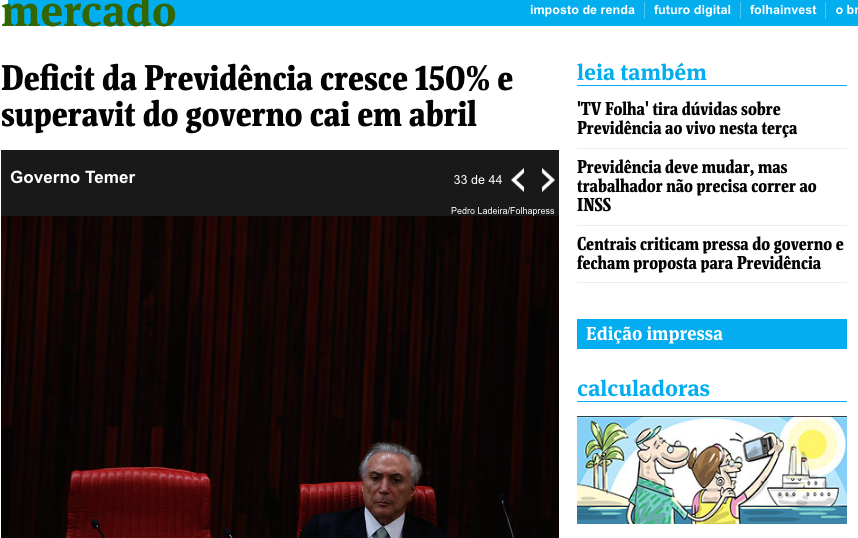 mercado
imposto de renda
futuro digital
folhainvest
Deficit da Previdência cresce 150% e
superavit do governo cai em abril
Governo Temer
33 de 44
Pedro Ladeira/Folhapress
leia também
'TV Folha' tira dúvidas sobre
Previdência ao vivo nesta terça
Previdência deve mudar, mas
trabalhador não precisa correr ao
INSS
Centrais criticam pressa do governo e
fecham proposta para Previdência
Edição impressa
calculadoras